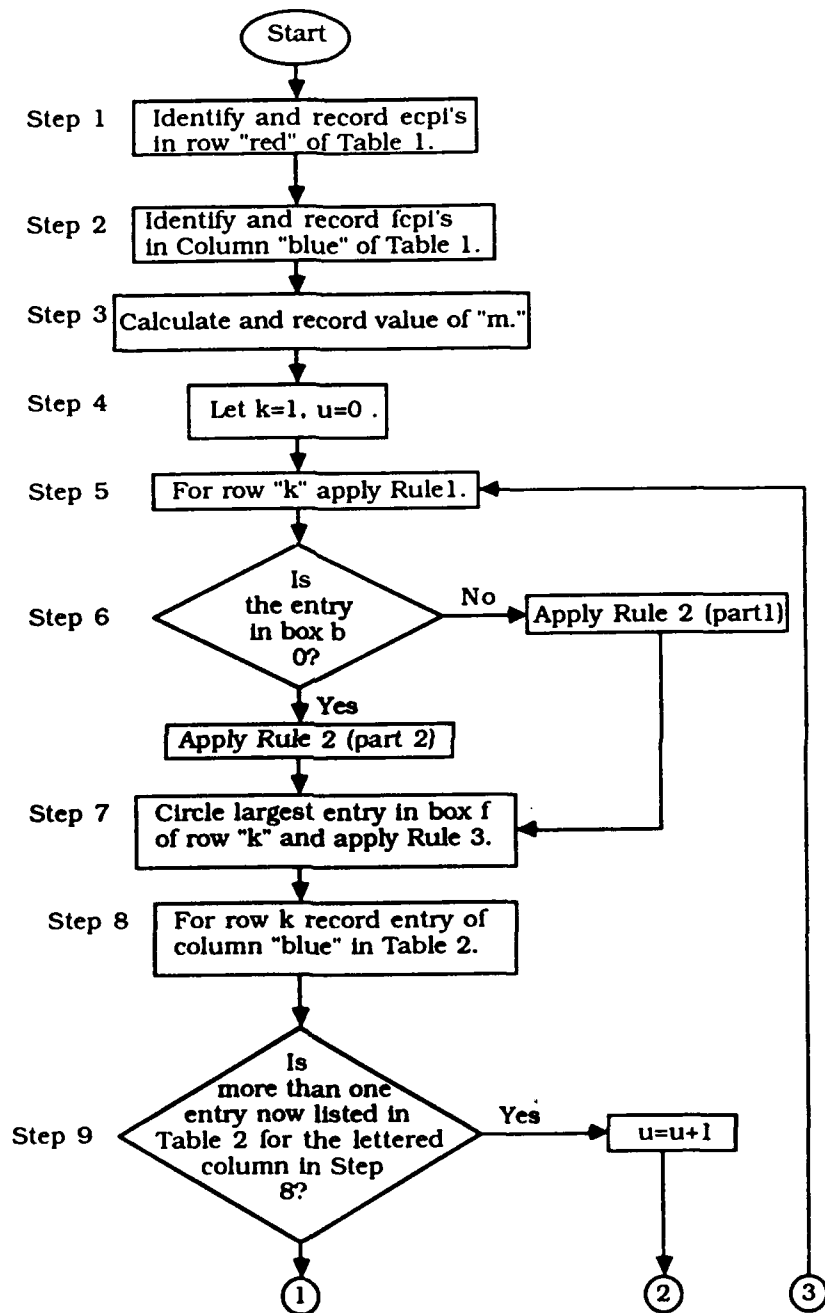 Start
Step 1
Identify and record ecpi's
in row "red" of Table 1.
Step 2
Identify and record fcpi's
in Column "blue" of Table 1.
Step 3
Calculate and record value of "m."
Step 4
Let k=1, u=0 .
Step 5
For row "k" apply Rule1.
Step 6
Is
the entry
in box b
0?
No
Apply Rule 2 (part1)
Yes
Apply Rule 2 (part 2)
Step 7
Circle largest entry in box f
of row "k" and apply Rule 3.
Step 8
For row k record entry of
column "blue" in Table 2.
Step 9
Is
more than one
entry now listed in
Table 2 for the lettered
column in Step
8?
Yes
u=u+1
1
2
3